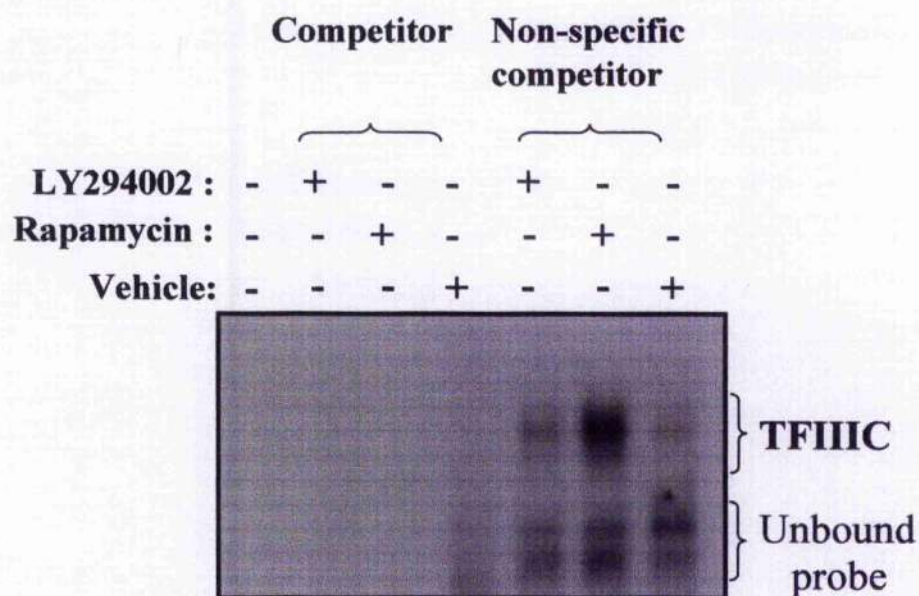 Competitor Non-specific
competitor
LY294002 : - + - - + - -
Rapamycin : - - + - - + -
Vehicle: - - - + - - +
TFIIIC
Unbound
probe